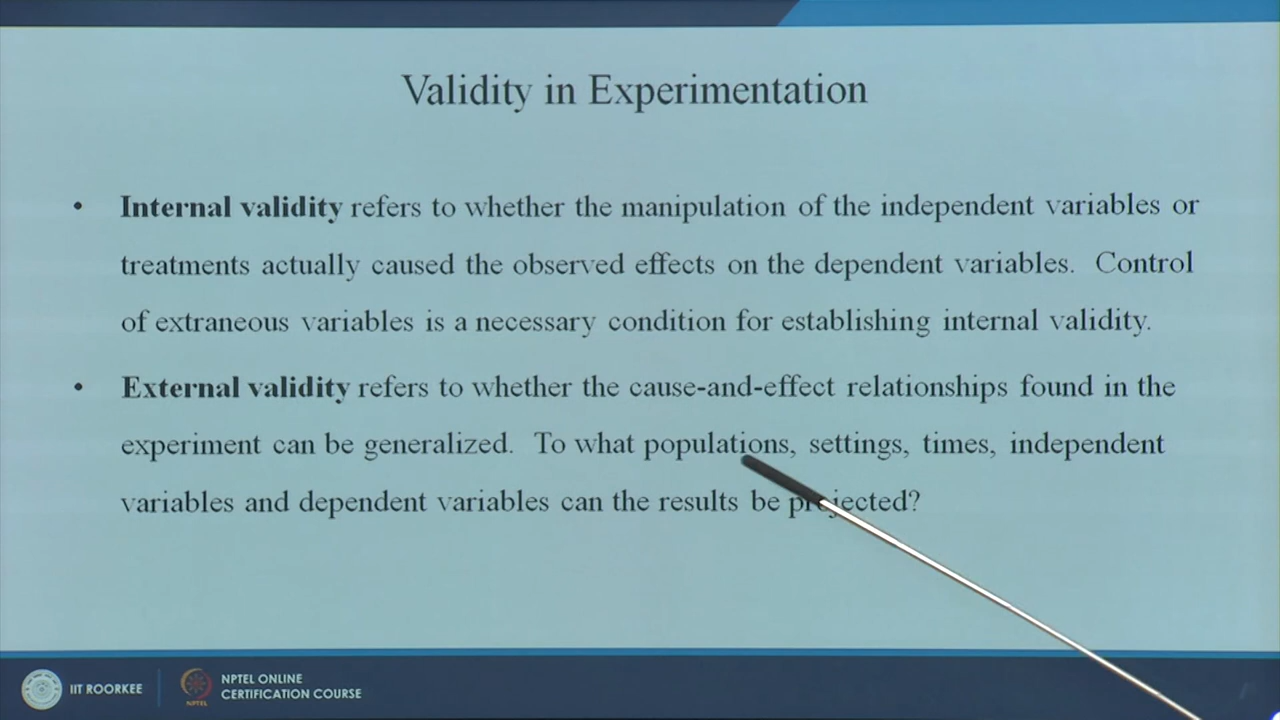 Validity in Experimentation
• Internal validity refers to whether the manipulation of the independent variables or
treatments actually caused the observed effects on the dependent variables. Control
of extraneous variables is a necessary condition for establishing internal validity.
• External validity refers to whether the cause-and-effect relationships found in the
experiment can be generalized. To what populations, settings, times, independent
variables and dependent variables can the results be projected?
IIT ROORKEE
NPTEL ONLINE
CERTIFICATION COURSE
NPTEL